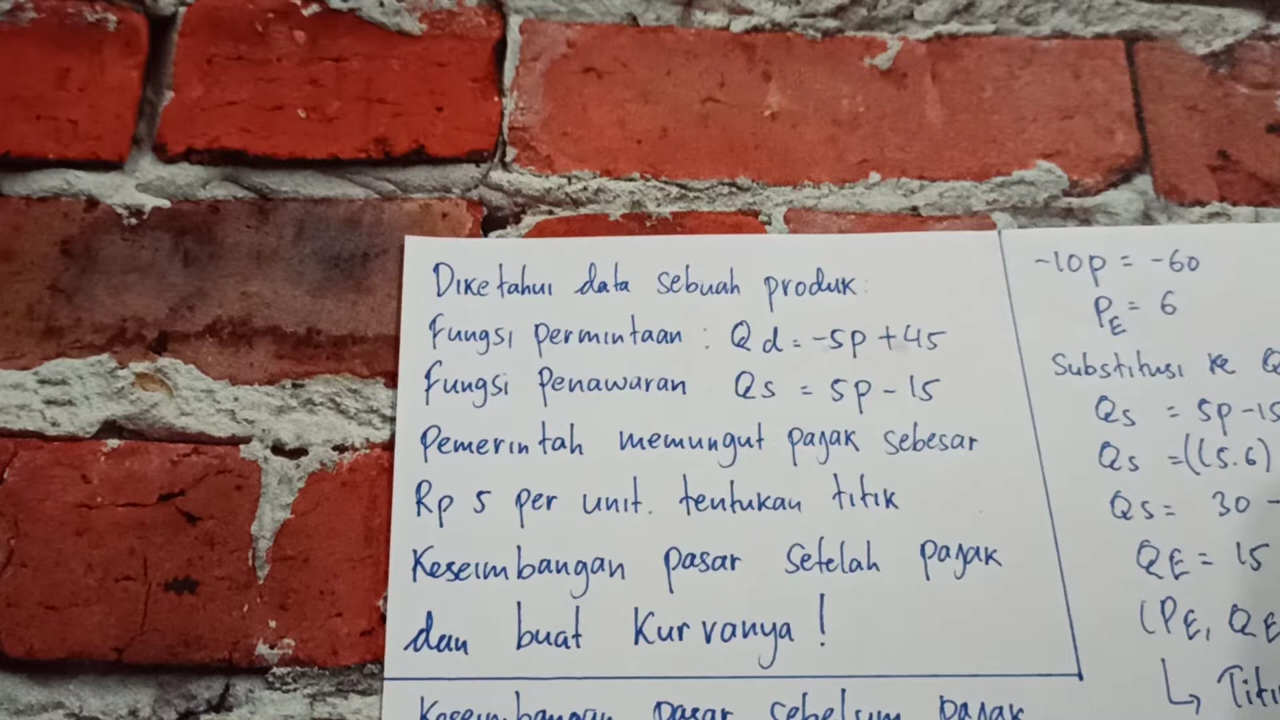 Diketahui data sebuah produk:
Fungsi permintaan : Qd = -5p + 45
Fungsi Penawaran Qs = 5p - 15
Pemerintah memungut pajak sebesar
Rp 5 per unit. tentukan titik
Keseimbangan pasar setelah pajak
dan buat Kurvanya !
Keseimbangan pasar sebelum pajak
-10p = -60
PE = 6
Substitusi ke Q
Qs = 5p - 15
Qs = ((5.6)
Qs = 30 -
QE = 15
(PE, QE
↳ Titi